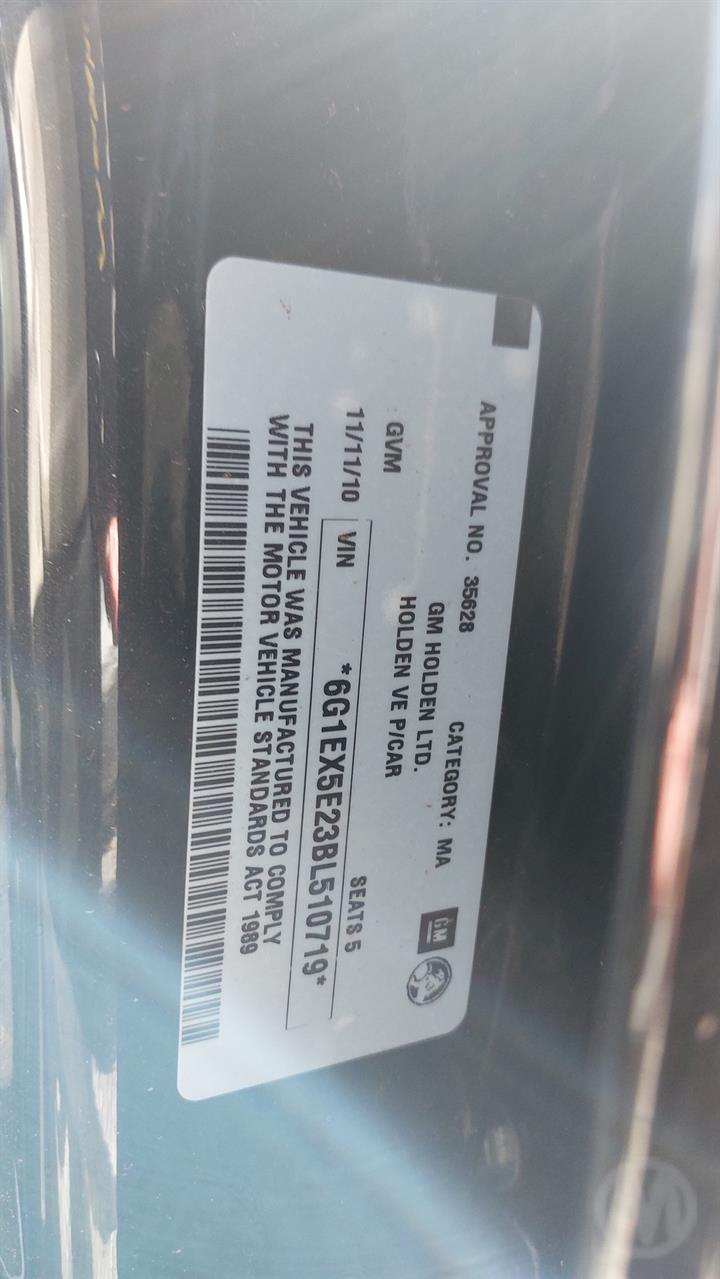 APPROVAL NO. 35628 CATEGORY: MA
GM HOLDEN LTD. GM
GVM HOLDEN VE P/CAR
SEATS 5
11/11/10 VIN *6G1EX5E23BL510719*
THIS VEHICLE WAS MANUFACTURED TO COMPLY
WITH THE MOTOR VEHICLE STANDARDS ACT 1989